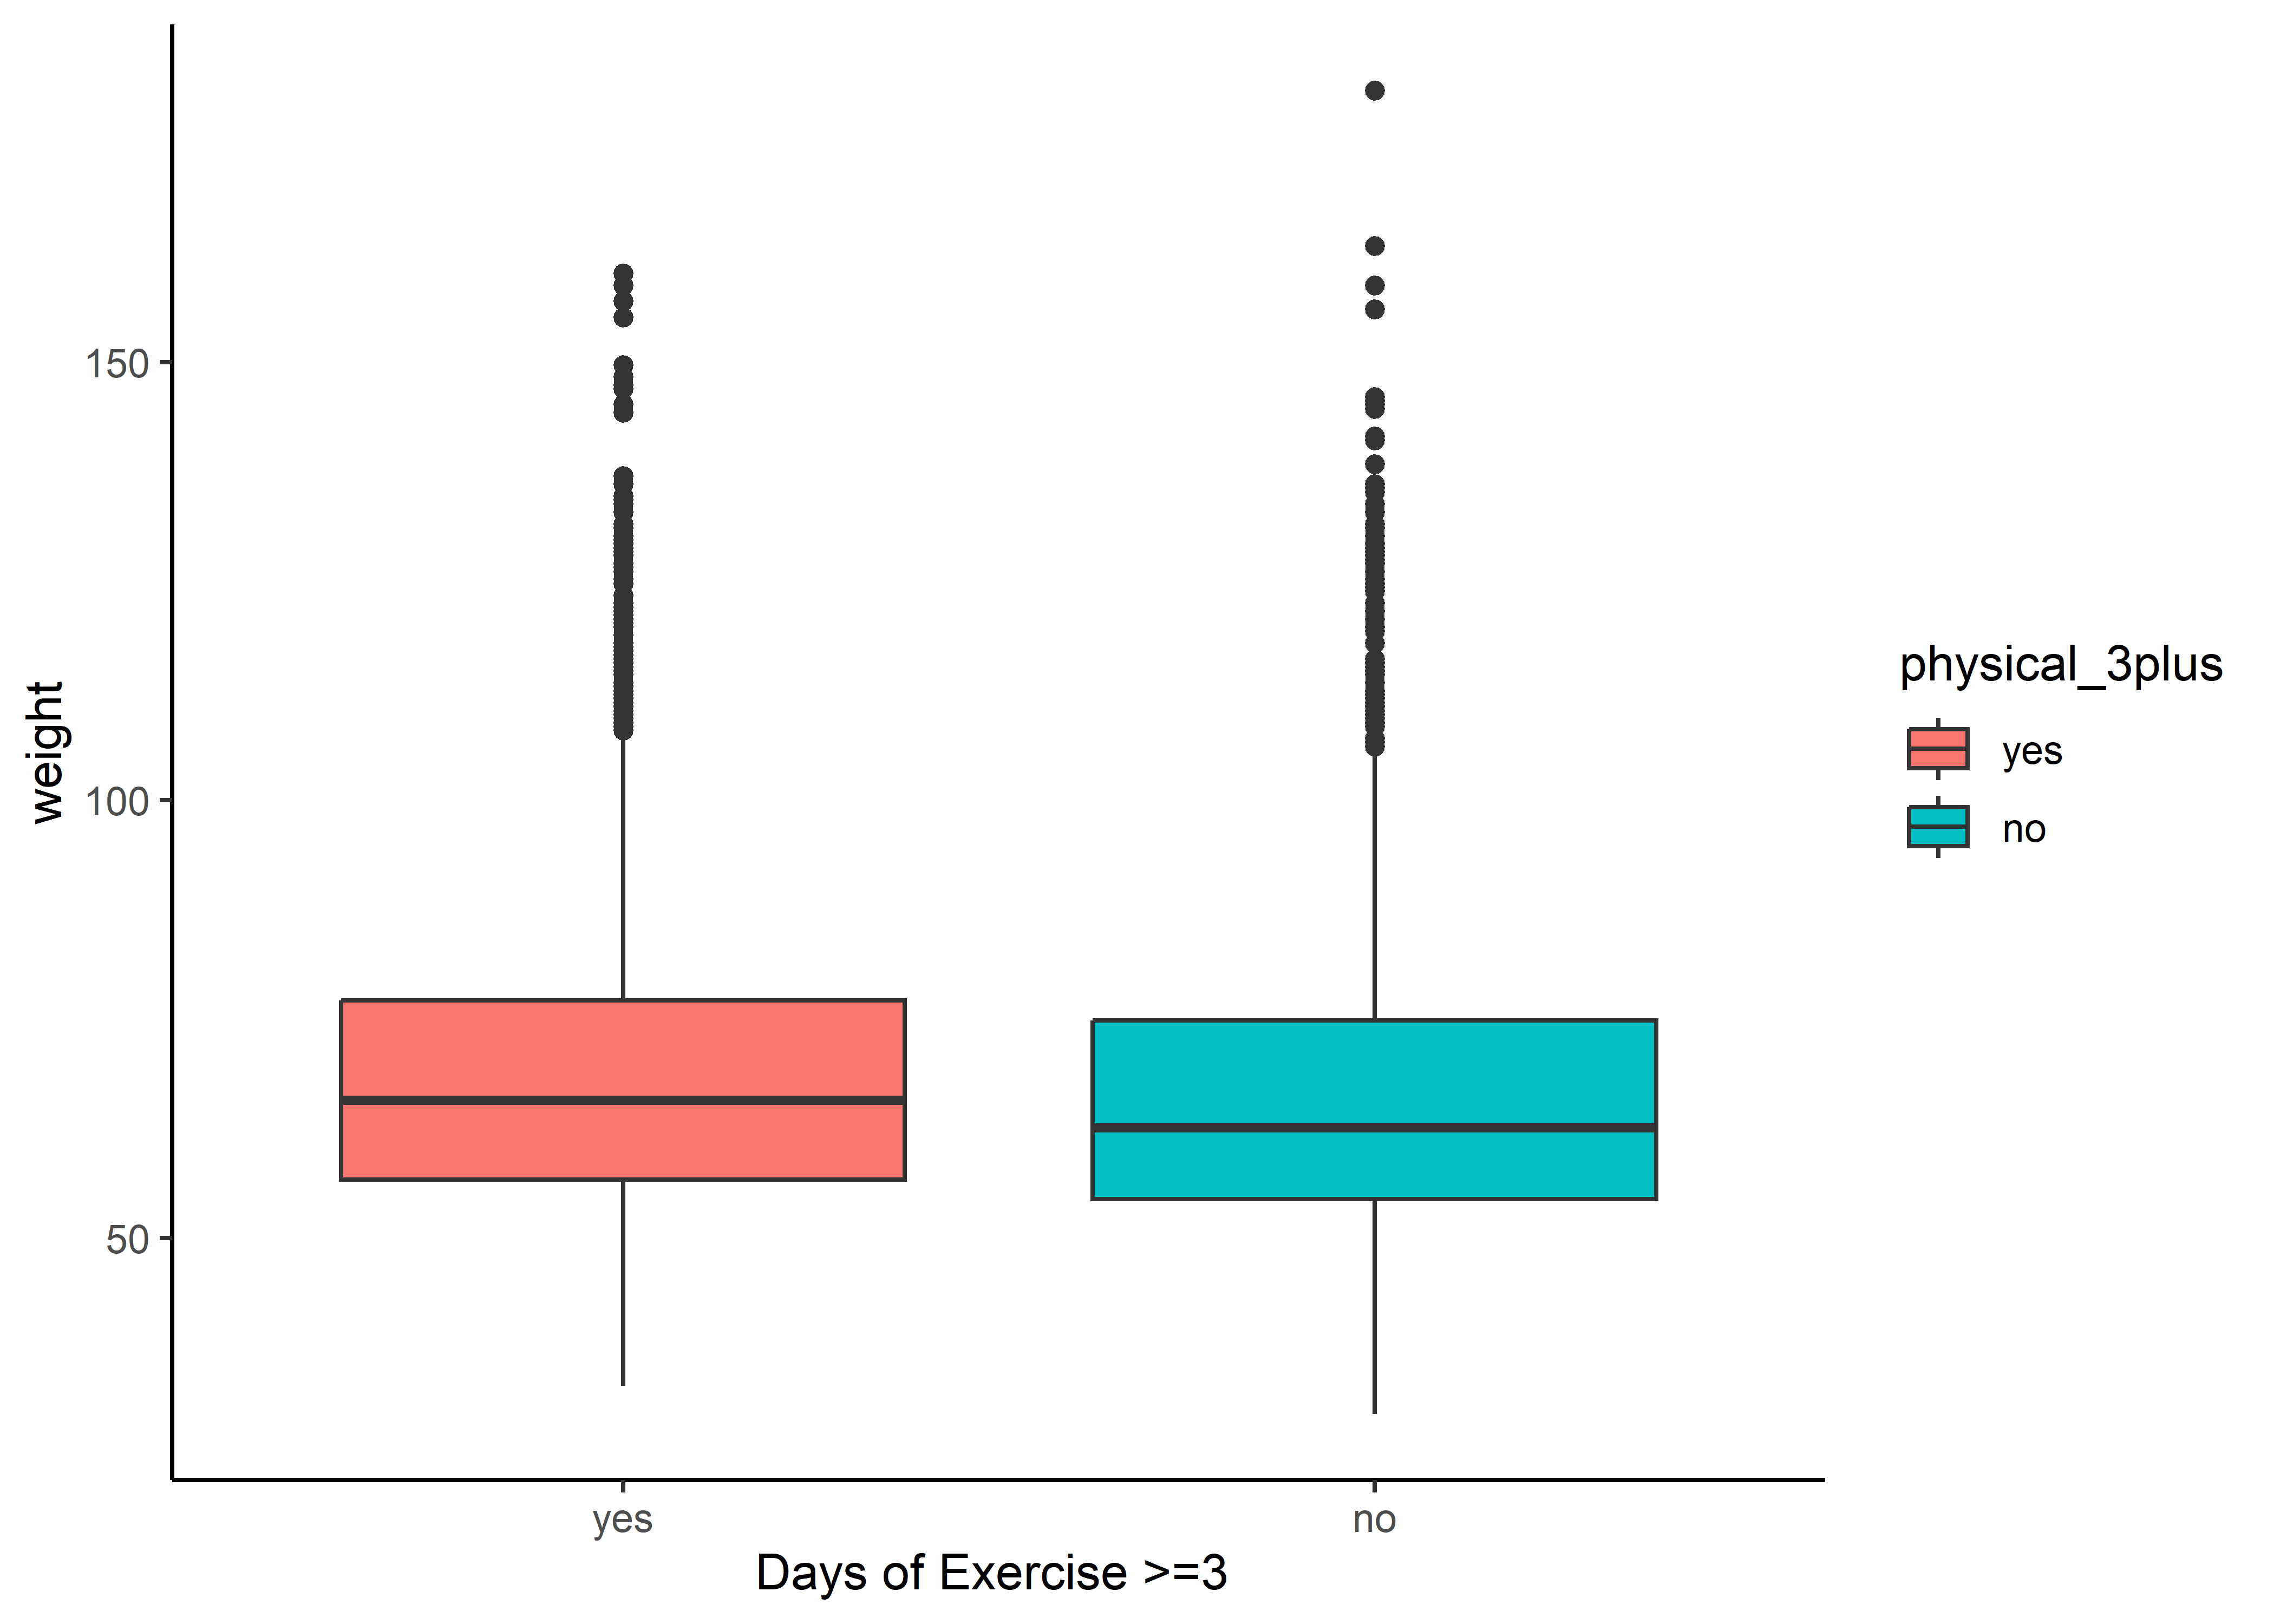 weight
150
100
50
yes
no
Days of Exercise >=3
physical_3plus
yes
no